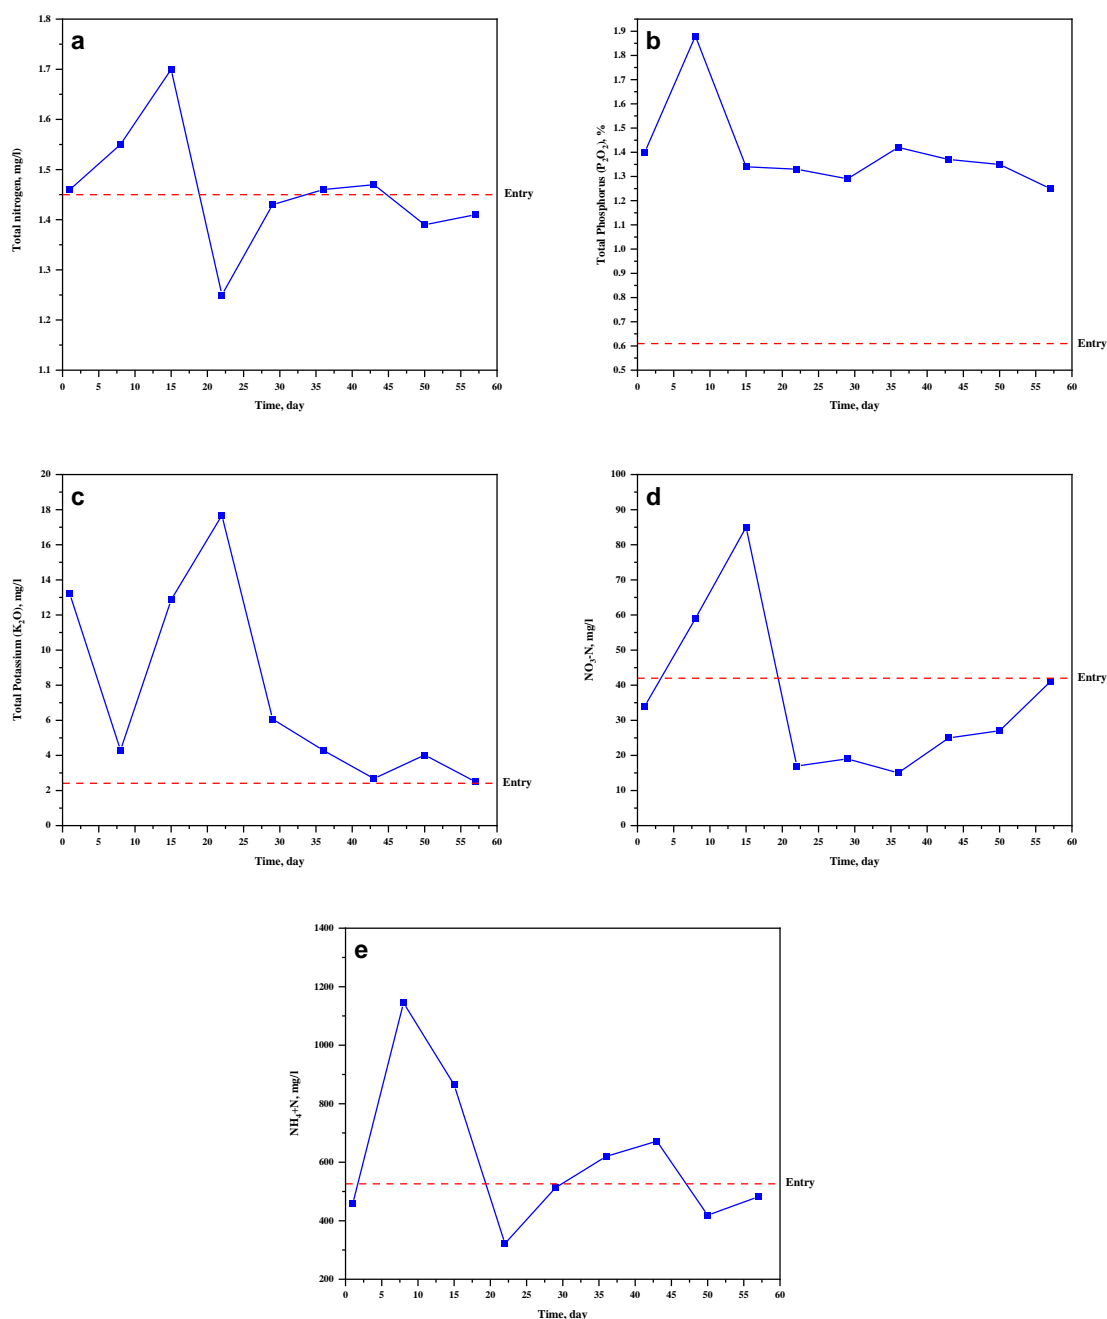 a
Total nitrogen, mg/l
1.8
1.7
1.6
1.5
1.4
1.3
1.2
1.1
0 5 10 15 20 25 30 35 40 45 50 55 60
Time, day
Entry
b
Total Phosphorus (P₂O₂), %
1.9
1.8
1.7
1.6
1.5
1.4
1.3
1.2
1.1
1.0
0.9
0.8
0.7
0.6
0.5
0 5 10 15 20 25 30 35 40 45 50 55 60
Time, day
Entry
c
Total Potassium (K₂O), mg/l
20
18
16
14
12
10
8
6
4
2
0
0 5 10 15 20 25 30 35 40 45 50 55 60
Time, day
Entry
d
NO₃-N, mg/l
100
90
80
70
60
50
40
30
20
10
0
0 5 10 15 20 25 30 35 40 45 50 55 60
Time, day
Entry
e
NH₄+N, mg/l
1400
1200
1000
800
600
400
200
0 5 10 15 20 25 30 35 40 45 50 55 60
Time, day
Entry